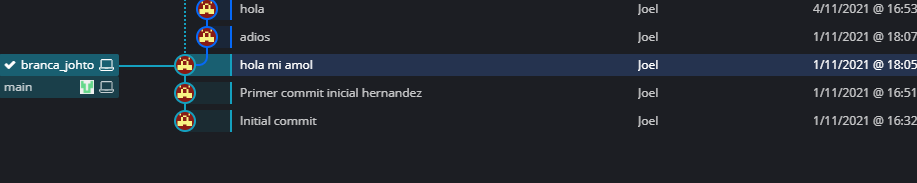 hola Joel 4/11/2021 @ 16:53
adios Joel 1/11/2021 @ 18:07
branca_johto hola mi amol Joel 1/11/2021 @ 18:05
main
Primer commit inicial hernandez Joel 1/11/2021 @ 16:51
Initial commit Joel 1/11/2021 @ 16:32